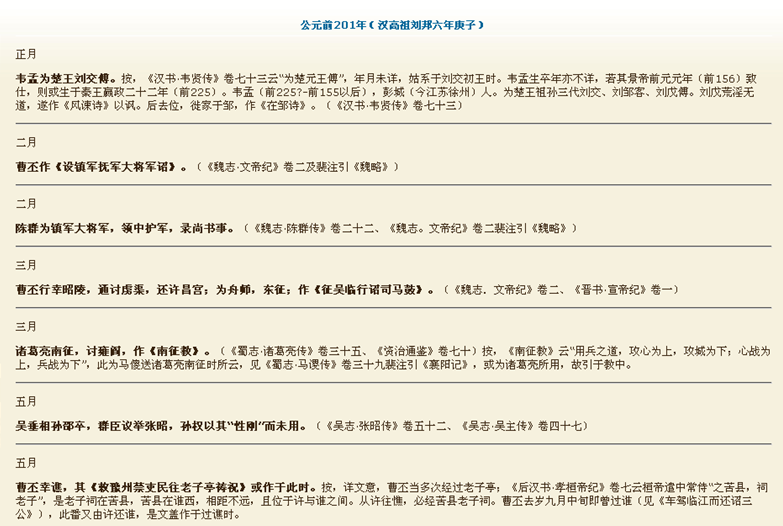 公元前201年（汉高祖刘邦六年庚子）
正月
韦孟为楚王刘交傅。按，《汉书·韦贤传》卷七十三云“为楚元王傅”，年月未详，姑系于刘交初王时。韦孟生卒年亦不详，若其景帝前元元年（前156）致
仕，则或生于秦王嬴政二十二年（前225）。韦孟（前225？-前155以后），彭城（今江苏徐州）人。为楚王祖孙三代刘交、刘郢客、刘戊傅。刘戊荒淫无
道，遂作《风谏诗》以讽。后去位，徙家于邹，作《在邹诗》。（《汉书·韦贤传》卷七十三）
二月
曹丕作《设镇军抚军大将军诏》。（《魏志·文帝纪》卷二及裴注引《魏略》）
二月
陈群为镇军大将军，领中护军，录尚书事。（《魏志·陈群传》卷二十二、《魏志。文帝纪》卷二裴注引《魏略》）
三月
曹丕行幸昭陵，通讨虏渠，还许昌宫；为舟师，东征；作《征吴临行诏司马懿》。（《魏志．文帝纪》卷二、《晋书·宣帝纪》卷一）
三月
诸葛亮南征，讨雍闿，作《南征教》。（《蜀志·诸葛亮传》卷三十五、《资治通鉴》卷七十）按，《南征教》云“用兵之道，攻心为上，攻城为下；心战为
上，兵战为下”，此为马谡送诸葛亮南征时所云，见《蜀志·马谡传》卷三十九裴注引《襄阳记》，或为诸葛亮所用，故引于教中。
五月
吴丞相孙邵卒，群臣议举张昭，孙权以其“性刚”而未用。（《吴志·张昭传》卷五十二、《吴志·吴主传》卷四十七）
五月
曹丕幸谯，其《敕豫州禁吏民往老子亭祷祝》或作于此时。按，详文意，曹丕当多次经过老子亭；《后汉书·孝桓帝纪》卷七云桓帝遣中常侍“之苦县，祠
老子”，是老子祠在苦县，苦县在谯西，相距不远，且位于许与谯之间。从许往谯，必经苦县老子祠。曹丕去岁九月中旬即曾过谯（见《车驾临江而还诏三
公》），此番又由许还谯，是文盖作于过谯时。